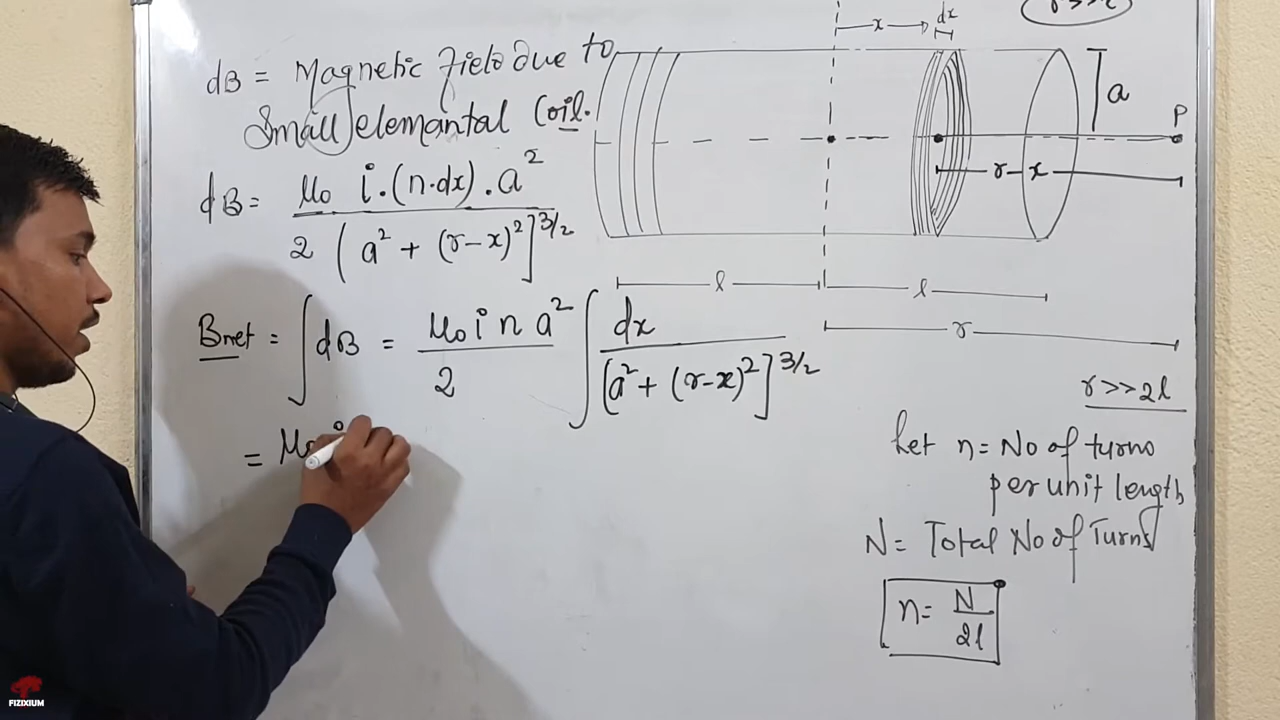 dB = Magnetic field due to
Small elemantal Coil.
dB = μ₀ i·(n·dx)·a² / 2 (a² + (r-x)²]^3/2
Bnet = ∫ dB = μ₀ i n a² / 2 ∫ dx / [a² + (r-x)²]^3/2
= μ₀ i
x
dx
a
P
r-x
l
l
r
r>>2l
Let n = No of turns
per unit length
N = Total No of Turns
n = N / 2l
FIZIXIUM